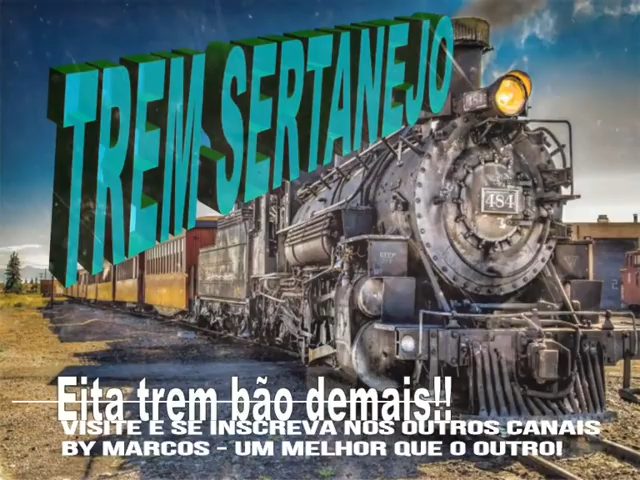 TREM SERTANEJO
484
Eita trem bão demais!!
VISITE E SE INSCREVA NOS OUTROS CANAIS
BY MARCOS - UM MELHOR QUE O OUTRO!